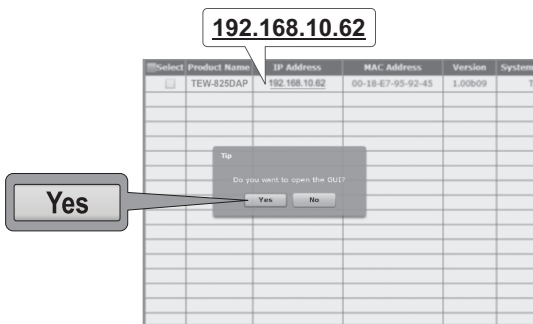 192.168.10.62
Select Product Name IP Address MAC Address Version System
TEW-825DAP 192.168.10.62 00-18-E7-95-92-45 1.00b09 T
Tip
Do you want to open the GUI?
Yes No
Yes